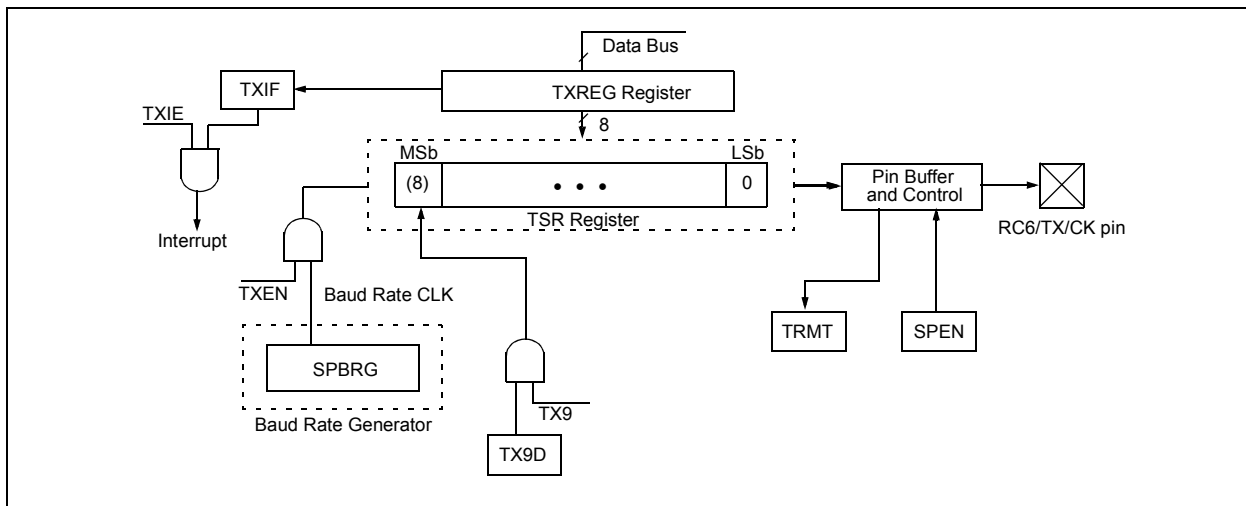 Data Bus
TXIF
TXREG Register
TXIE
8
MSb
LSb
(8)
• • •
0
Pin Buffer
and Control
TSR Register
Interrupt
RC6/TX/CK pin
TXEN
Baud Rate CLK
TRMT
SPEN
SPBRG
TX9
Baud Rate Generator
TX9D